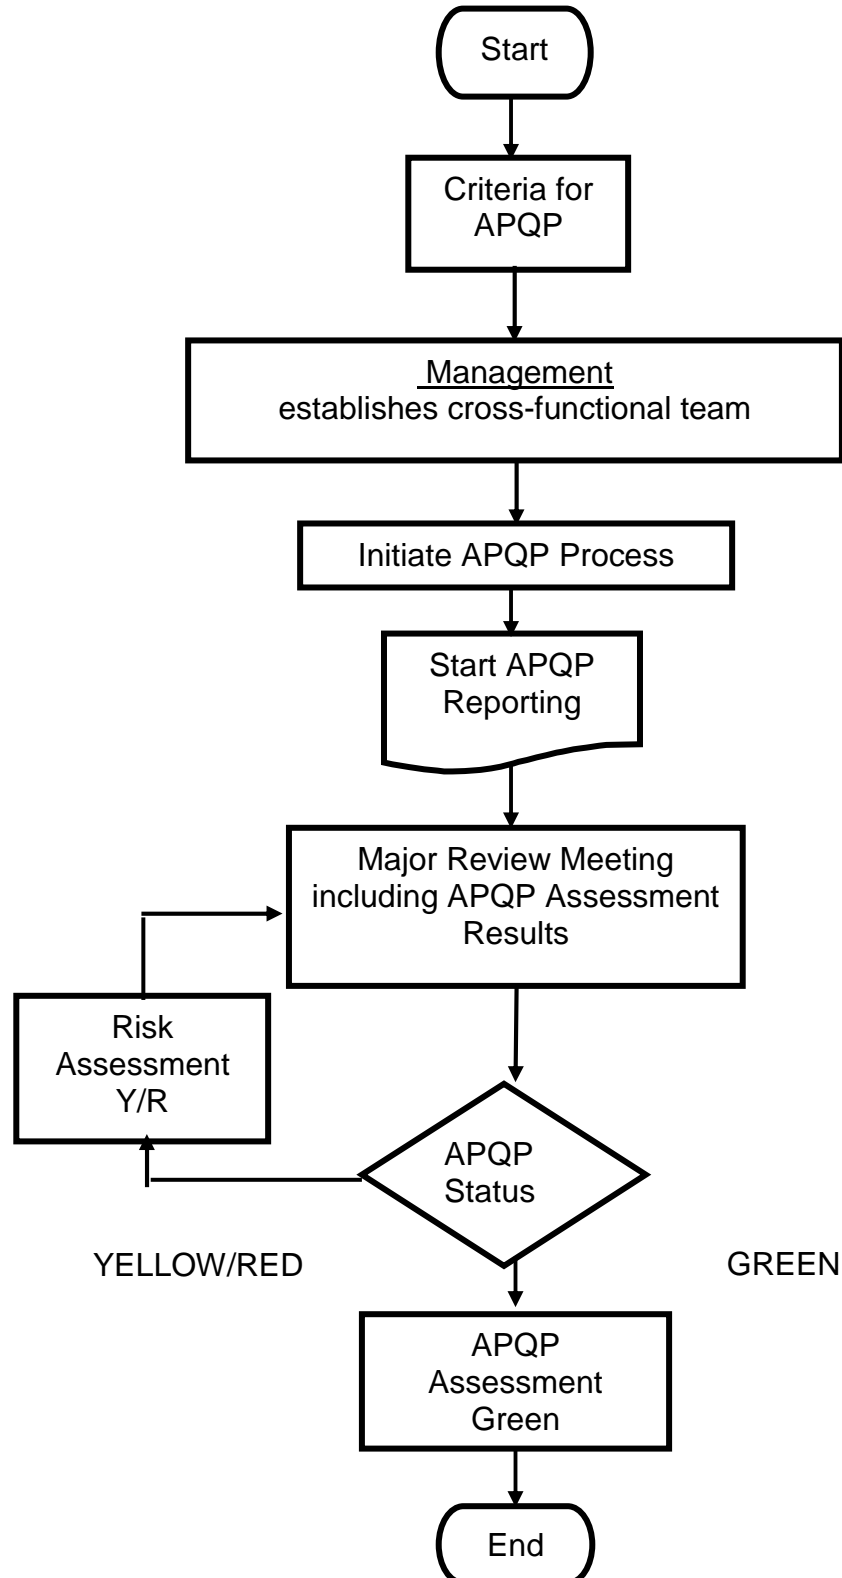 Start
Criteria for
APQP
Management
establishes cross-functional team
Initiate APQP Process
Start APQP
Reporting
Major Review Meeting
including APQP Assessment
Results
Risk
Assessment
Y/R
APQP
Status
YELLOW/RED
GREEN
APQP
Assessment
Green
End